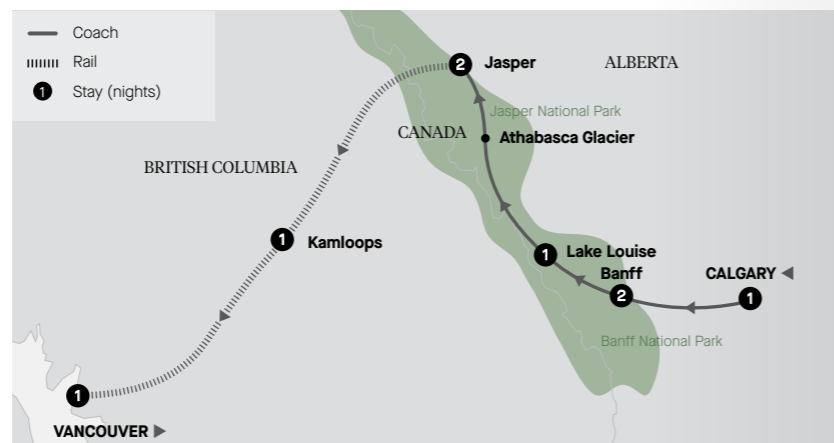 Coach
Rail
1 Stay (nights)
2 Jasper
ALBERTA
Jasper National Park
CANADA
Athabasca Glacier
BRITISH COLUMBIA
1 Kamloops
1 Lake Louise
Banff
2
CALGARY
1
Banff National Park
1
VANCOUVER